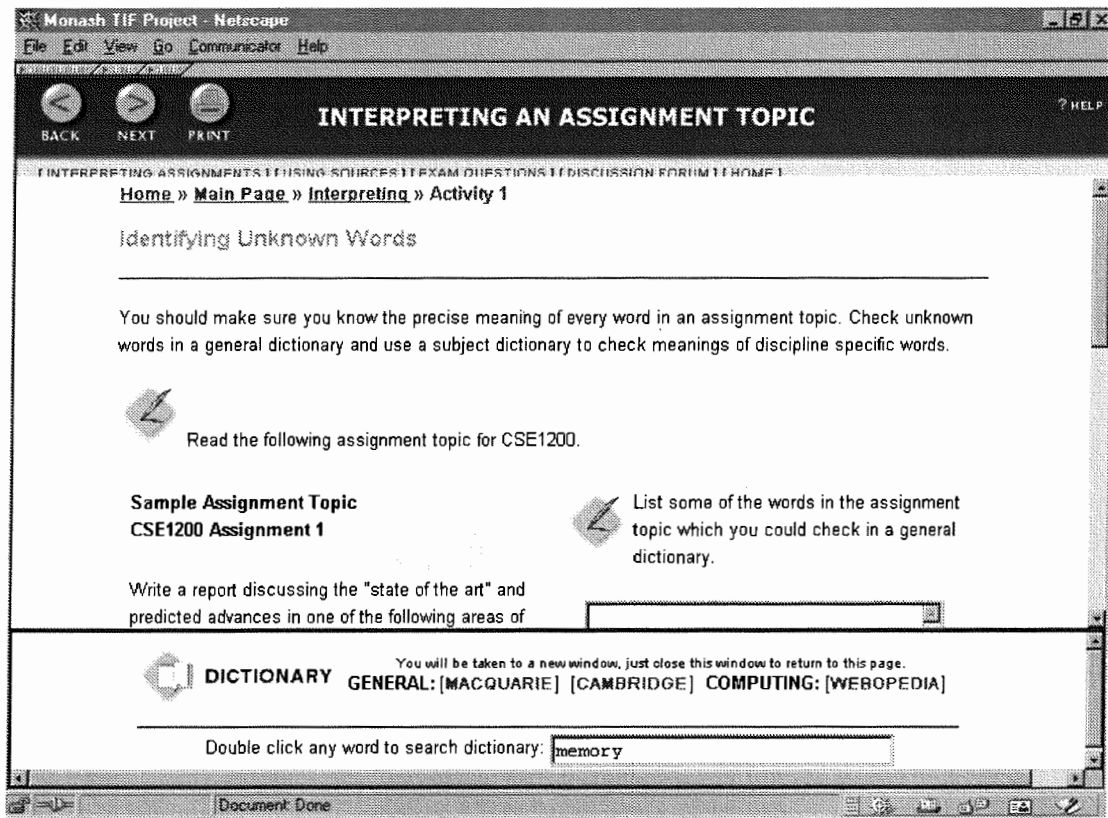 Monash TIF Project - Netscape
File Edit View Go Communicator Help
BACK NEXT PRINT
INTERPRETING AN ASSIGNMENT TOPIC
? HELP
[ INTERPRETING ASSIGNMENTS ] [ USING SOURCES ] [ EXAM QUESTIONS ] [ DISCUSSION FORUM ] [ HOME ]
Home » Main Page » Interpreting » Activity 1
Identifying Unknown Words
You should make sure you know the precise meaning of every word in an assignment topic. Check unknown
words in a general dictionary and use a subject dictionary to check meanings of discipline specific words.
Read the following assignment topic for CSE1200.
Sample Assignment Topic
CSE1200 Assignment 1
Write a report discussing the "state of the art" and
predicted advances in one of the following areas of
List some of the words in the assignment
topic which you could check in a general
dictionary.
DICTIONARY
You will be taken to a new window, just close this window to return to this page.
GENERAL: [MACQUARIE] [CAMBRIDGE] COMPUTING: [WEBOPEDIA]
Double click any word to search dictionary: memory
Document: Done